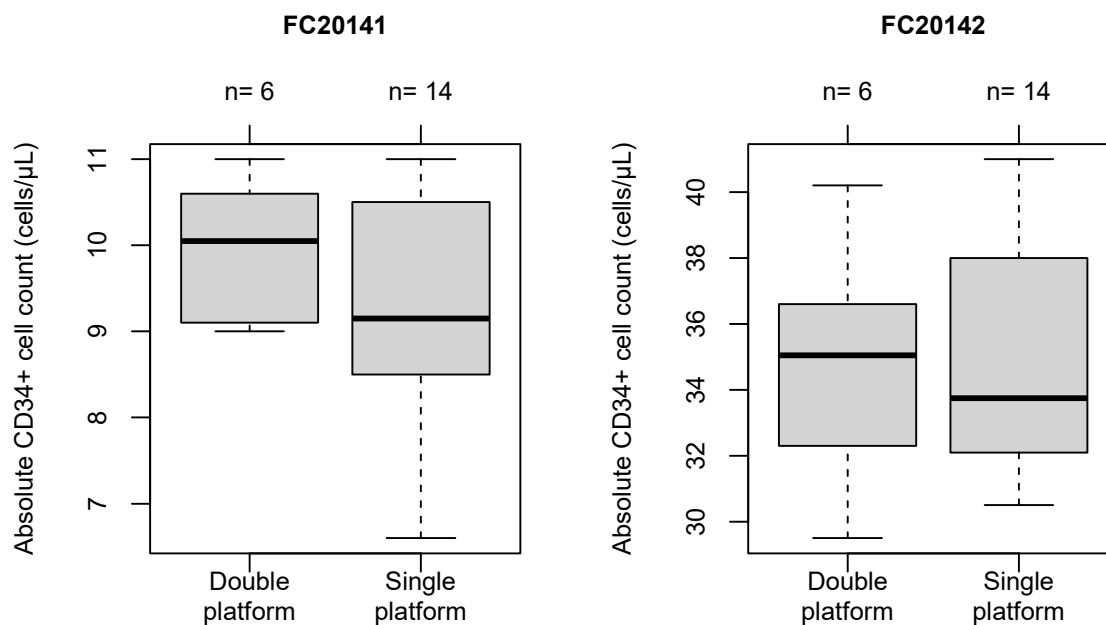 FC20141
n= 6
n= 14
Absolute CD34+ cell count (cells/µL)
11
10
9
8
7
Double
platform
Single
platform
FC20142
n= 6
n= 14
Absolute CD34+ cell count (cells/µL)
40
38
36
34
32
30
Double
platform
Single
platform